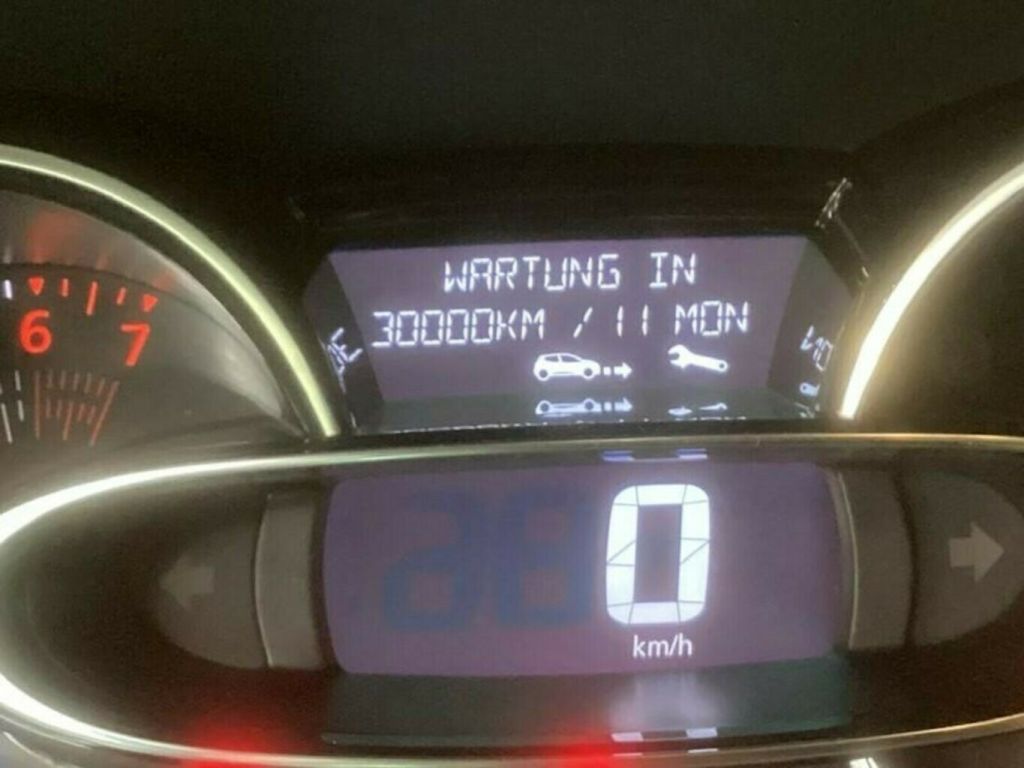 WARTUNG IN
30000KM / 11 MON
6
7
0
km/h